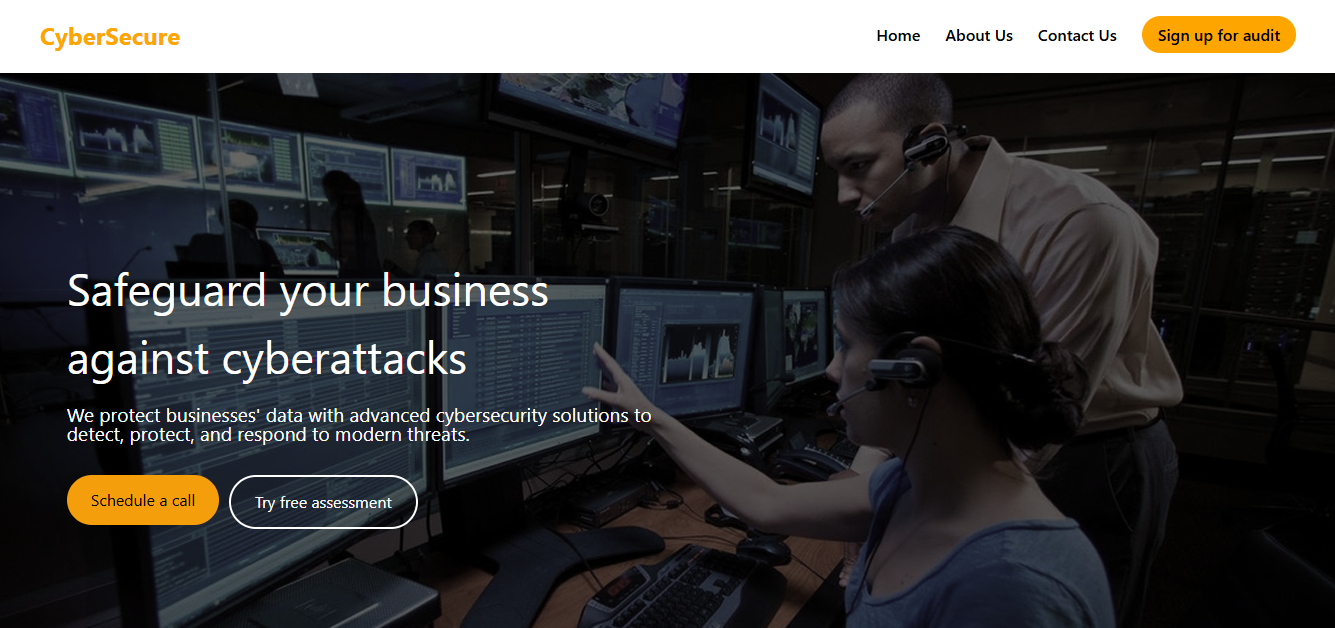 CyberSecure
Home
About Us
Contact Us
Sign up for audit
Safeguard your business
against cyberattacks
We protect businesses' data with advanced cybersecurity solutions to
detect, protect, and respond to modern threats.
Schedule a call
Try free assessment